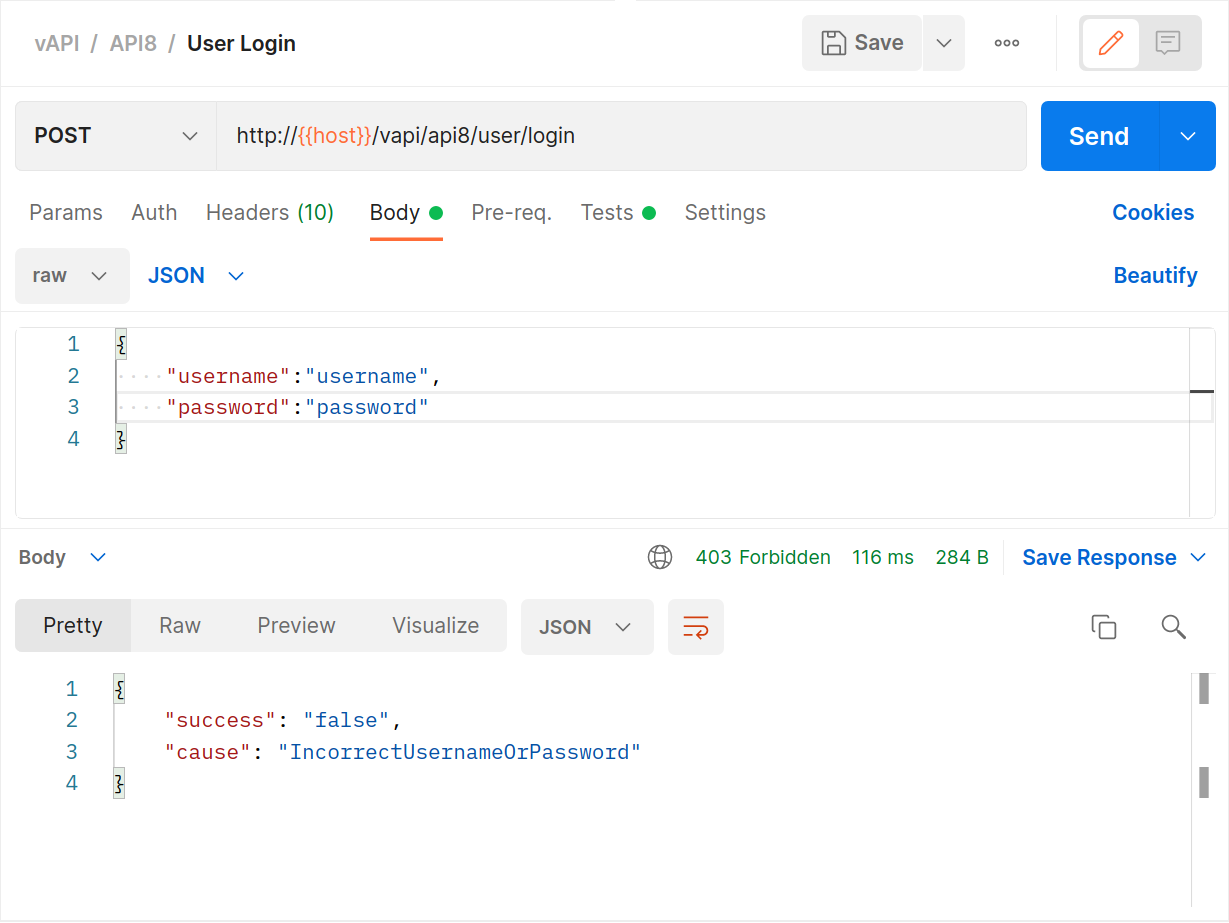 vAPI / API8 / User Login
Save
POST
http://{{host}}/vapi/api8/user/login
Send
Params Auth Headers (10) Body Pre-req. Tests Settings Cookies
raw JSON Beautify
1 {
2 "username":"username",
3 "password":"password"
4 }
Body 403 Forbidden 116 ms 284 B Save Response
Pretty Raw Preview Visualize JSON
1 {
2 "success": "false",
3 "cause": "IncorrectUsernameOrPassword"
4 }